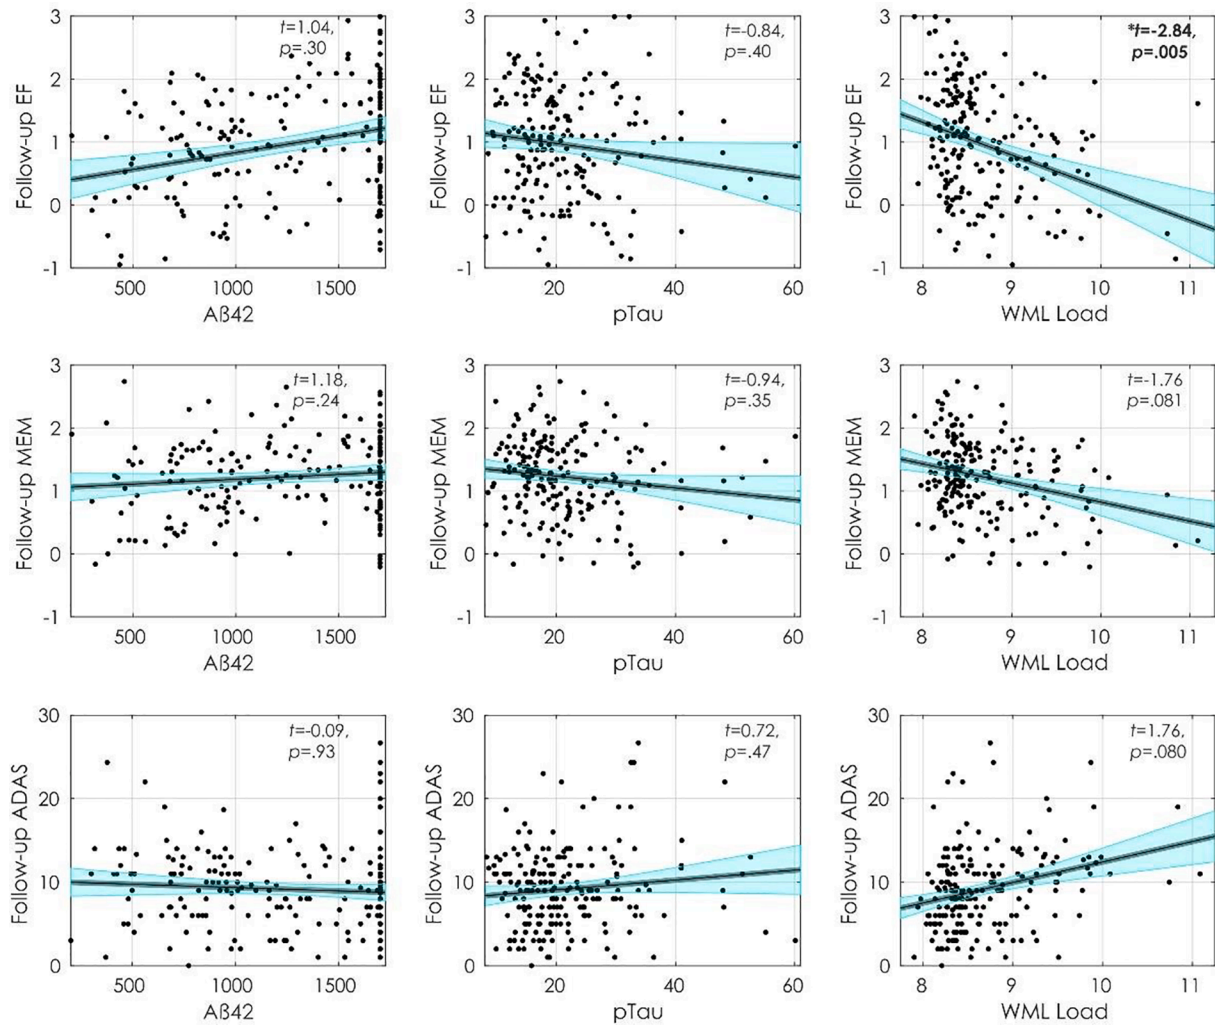 t=1.04,
p=.30
3
2
1
0
-1
Follow-up EF
500
1000
1500
Aß42
t=-0.84,
p=.40
3
2
1
0
-1
Follow-up EF
20
40
60
pTau
*t=-2.84,
p=.005
3
2
1
0
-1
Follow-up EF
8
9
10
11
WML Load
t=1.18,
p=.24
3
2
1
0
-1
Follow-up MEM
500
1000
1500
Aß42
t=-0.94,
p=.35
3
2
1
0
-1
Follow-up MEM
20
40
60
pTau
t=-1.76
p=.081
3
2
1
0
-1
Follow-up MEM
8
9
10
11
WML Load
t=-0.09,
p=.93
30
20
10
0
Follow-up ADAS
500
1000
1500
Aß42
t=0.72,
p=.47
30
20
10
0
Follow-up ADAS
20
40
60
pTau
t=1.76,
p=.080
30
20
10
0
Follow-up ADAS
8
9
10
11
WML Load